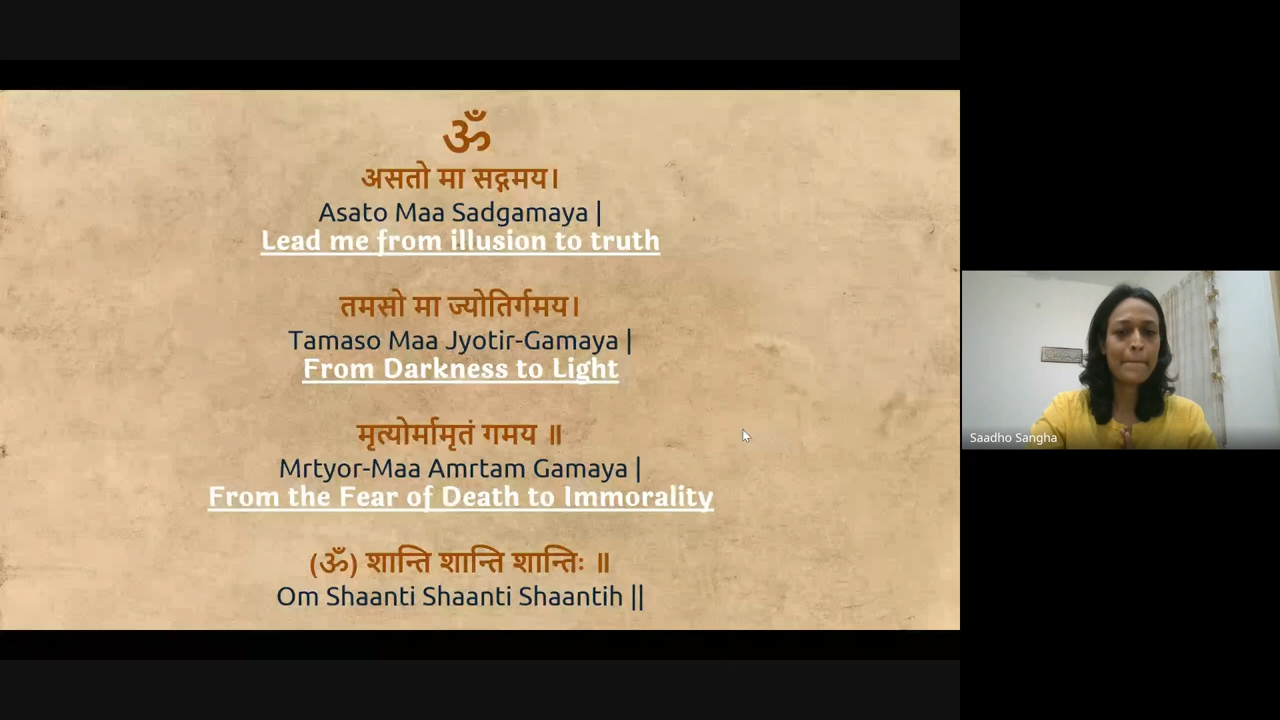 ॐ
असतो मा सद्गमय।
Asato Maa Sadgamaya |
Lead me from illusion to truth
तमसो मा ज्योतिर्गमय।
Tamaso Maa Jyotir-Gamaya |
From Darkness to Light
मृत्योर्मामृतं गमय ॥
Mrtyor-Maa Amrtam Gamaya |
From the Fear of Death to Immorality
(ॐ) शान्ति शान्ति शान्तिः ॥
Om Shaanti Shaanti Shaantih ||
Saadho Sangha